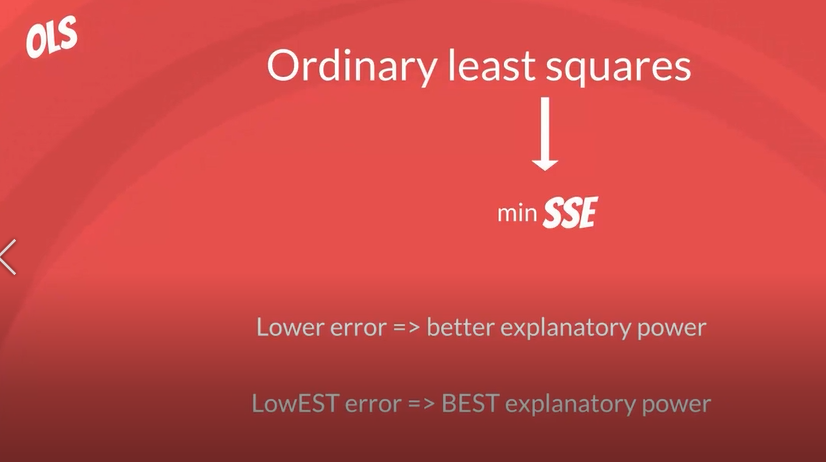 OLS
Ordinary least squares
min SSE
Lower error => better explanatory power
LowEST error => BEST explanatory power